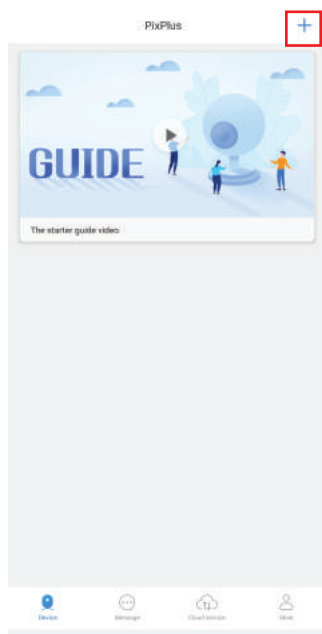 PixPlus
GUIDE
The starter guide video
Device
Message
Cloud service
Mine